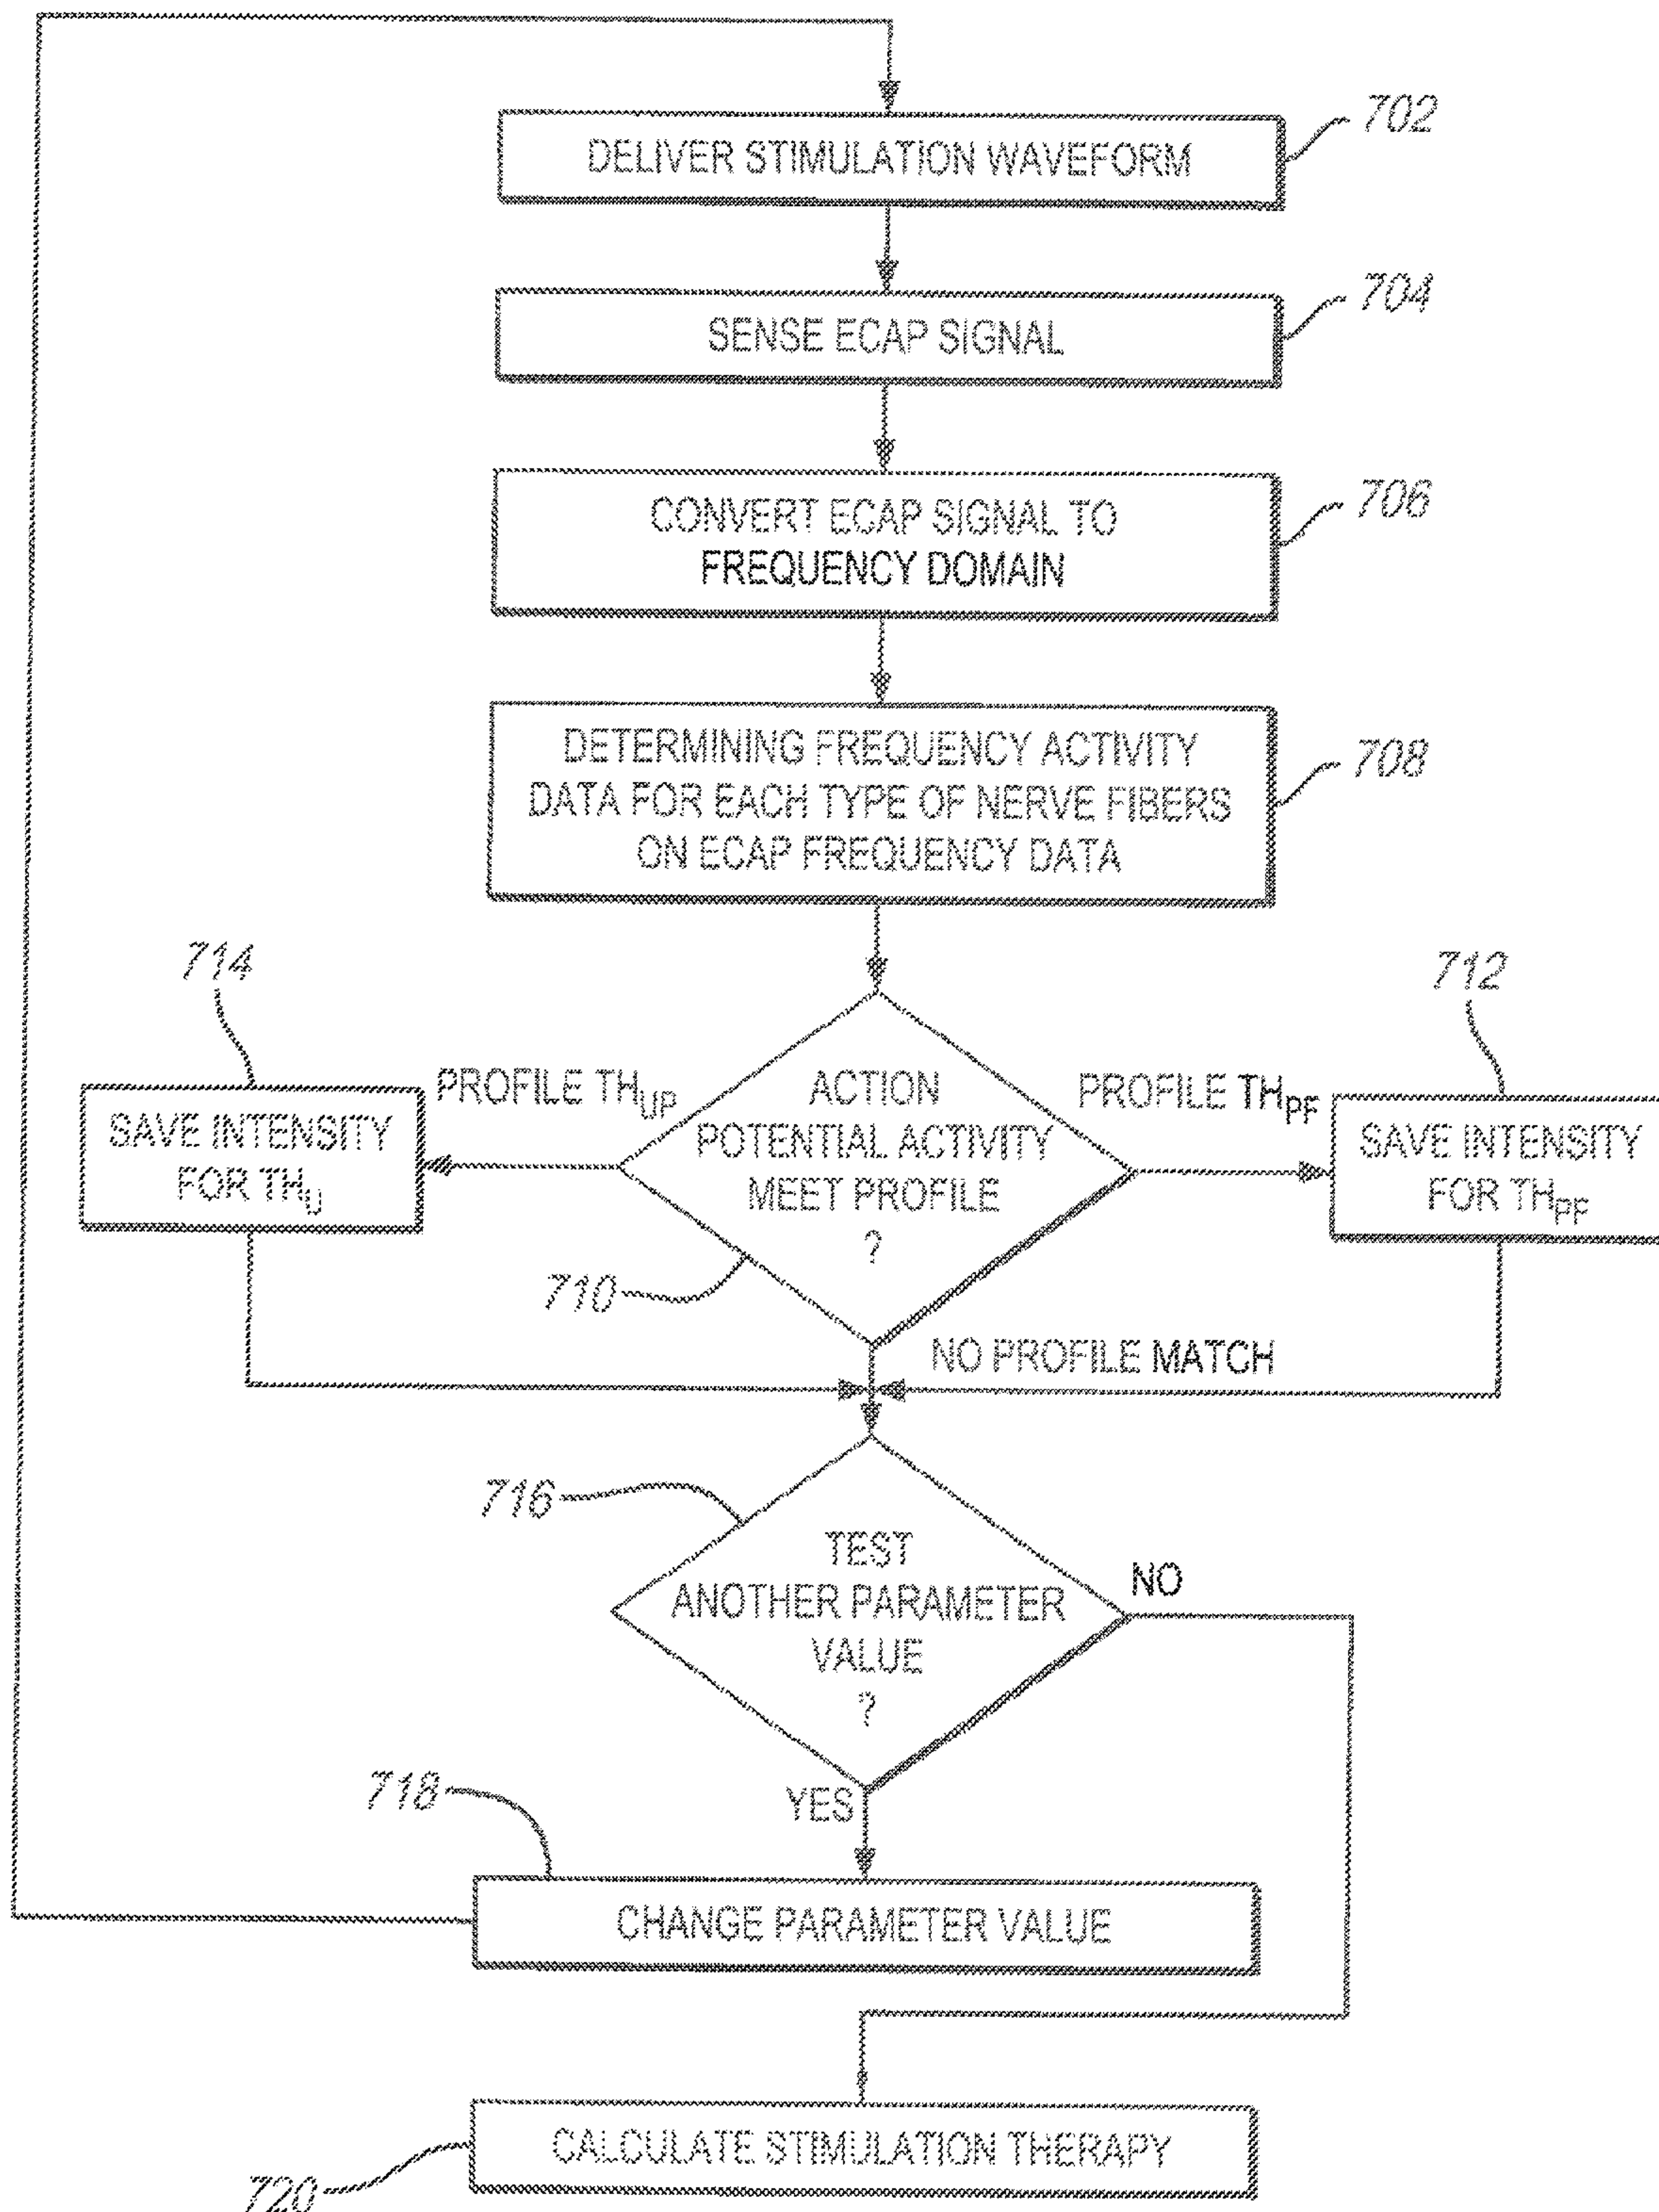 702
DELIVER STIMULATION WAVEFORM
704
SENSE ECAP SIGNAL
706
CONVERT ECAP SIGNAL TO
FREQUENCY DOMAIN
708
DETERMINING FREQUENCY ACTIVITY
DATA FOR EACH TYPE OF NERVE FIBERS
ON ECAP FREQUENCY DATA
714
712
PROFILE TH_UP
ACTION
POTENTIAL ACTIVITY
MEET PROFILE
?
PROFILE TH_PF
SAVE INTENSITY
FOR TH_U
SAVE INTENSITY
FOR TH_PF
710
NO PROFILE MATCH
716
TEST
ANOTHER PARAMETER
VALUE
?
NO
YES
718
CHANGE PARAMETER VALUE
CALCULATE STIMULATION THERAPY
720